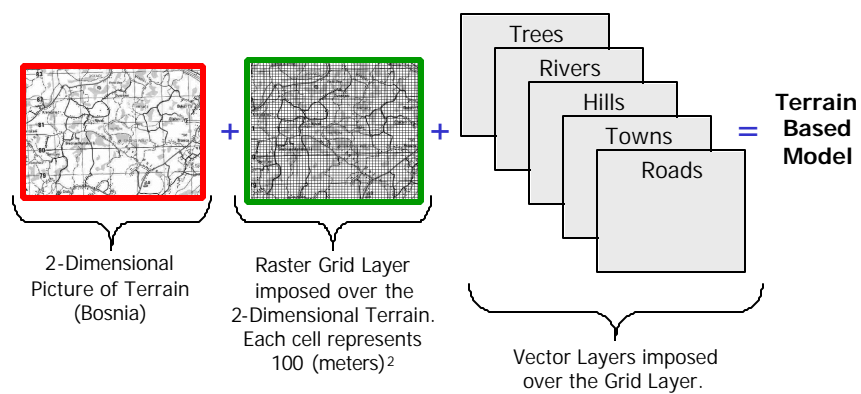 Trees
Rivers
Hills
Towns
Roads
+
+
=
Terrain
Based
Model
2-Dimensional
Picture of Terrain
(Bosnia)
Raster Grid Layer
imposed over the
2-Dimensional Terrain.
Each cell represents
100 (meters)²
Vector Layers imposed
over the Grid Layer.